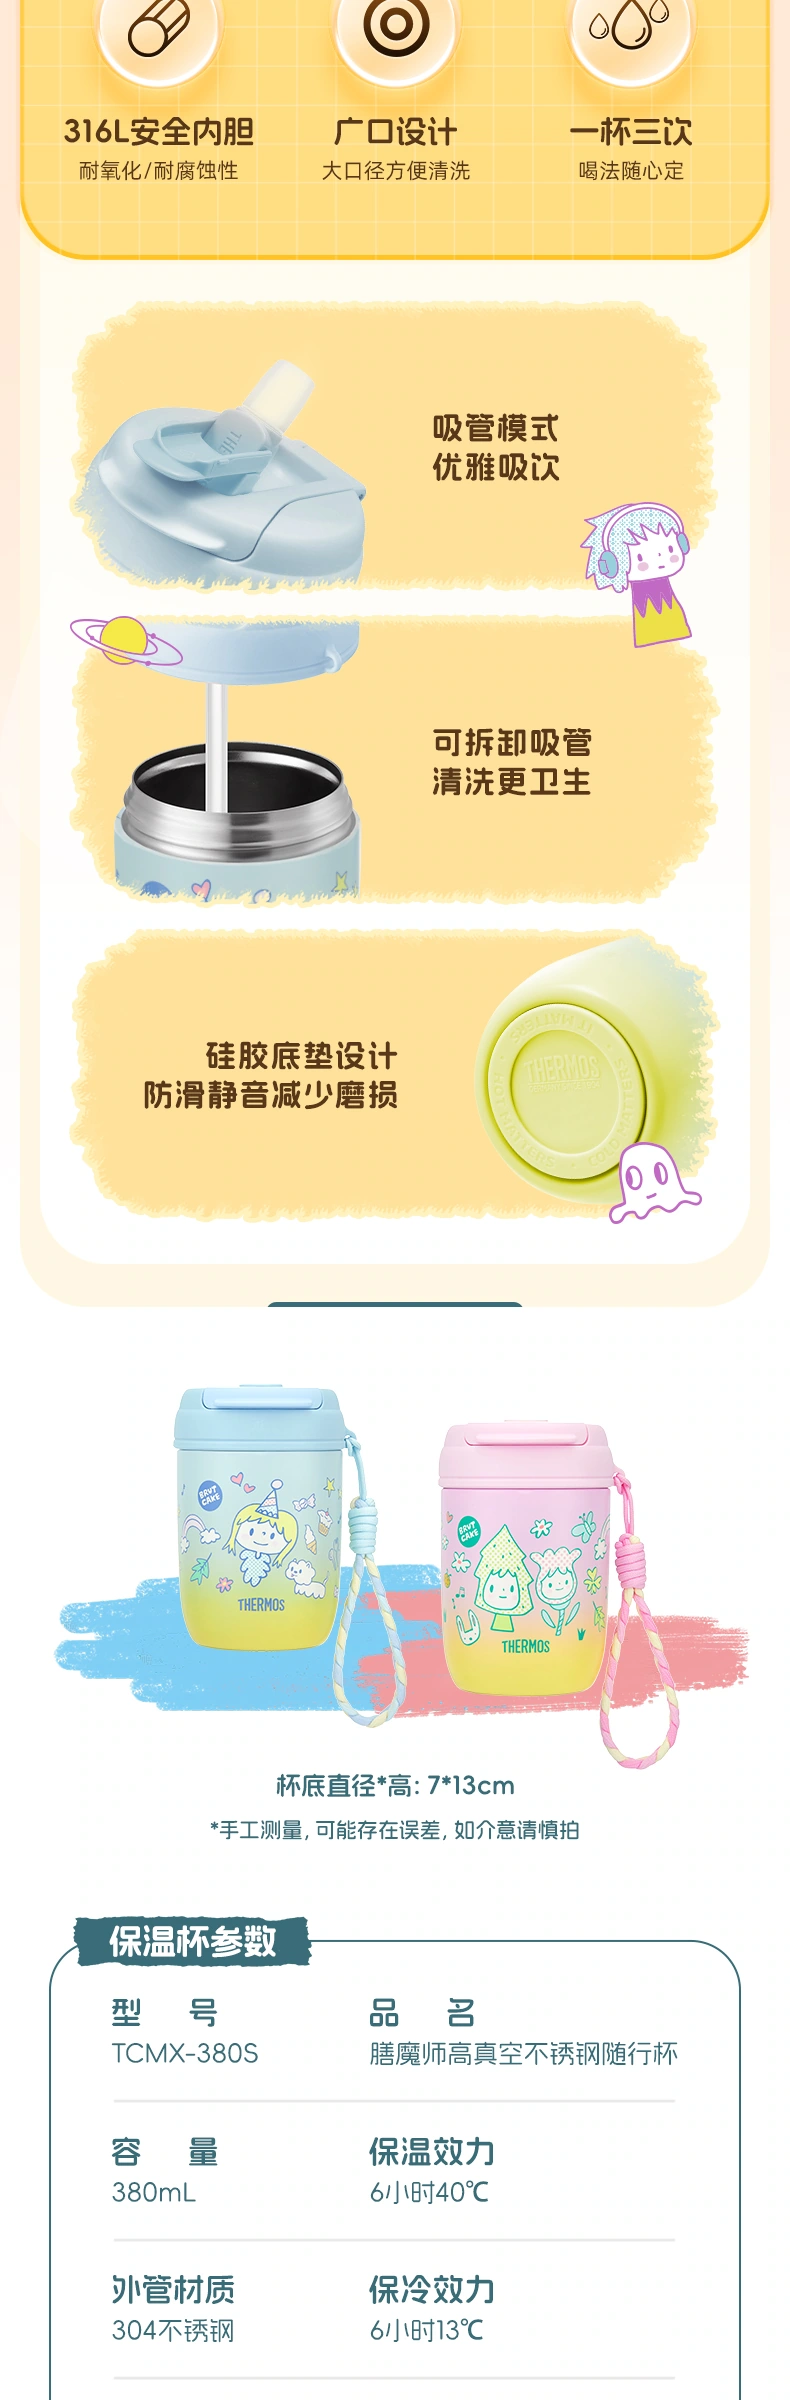 316L安全内胆
耐氧化/耐腐蚀性
广口设计
大口径方便清洗
一杯三饮
喝法随心定
吸管模式
优雅吸饮
可拆卸吸管
清洗更卫生
硅胶底垫设计
防滑静音减少磨损
THERMOS
BRUT
CAKE
THERMOS
BRUT
CAKE
THERMOS
杯底直径*高: 7*13cm
*手工测量, 可能存在误差, 如介意请慎拍
保温杯参数
型 号
TCMX-380S
品 名
膳魔师高真空不锈钢随行杯
容 量
380mL
保温效力
6小时40℃
外管材质
304不锈钢
保冷效力
6小时13℃